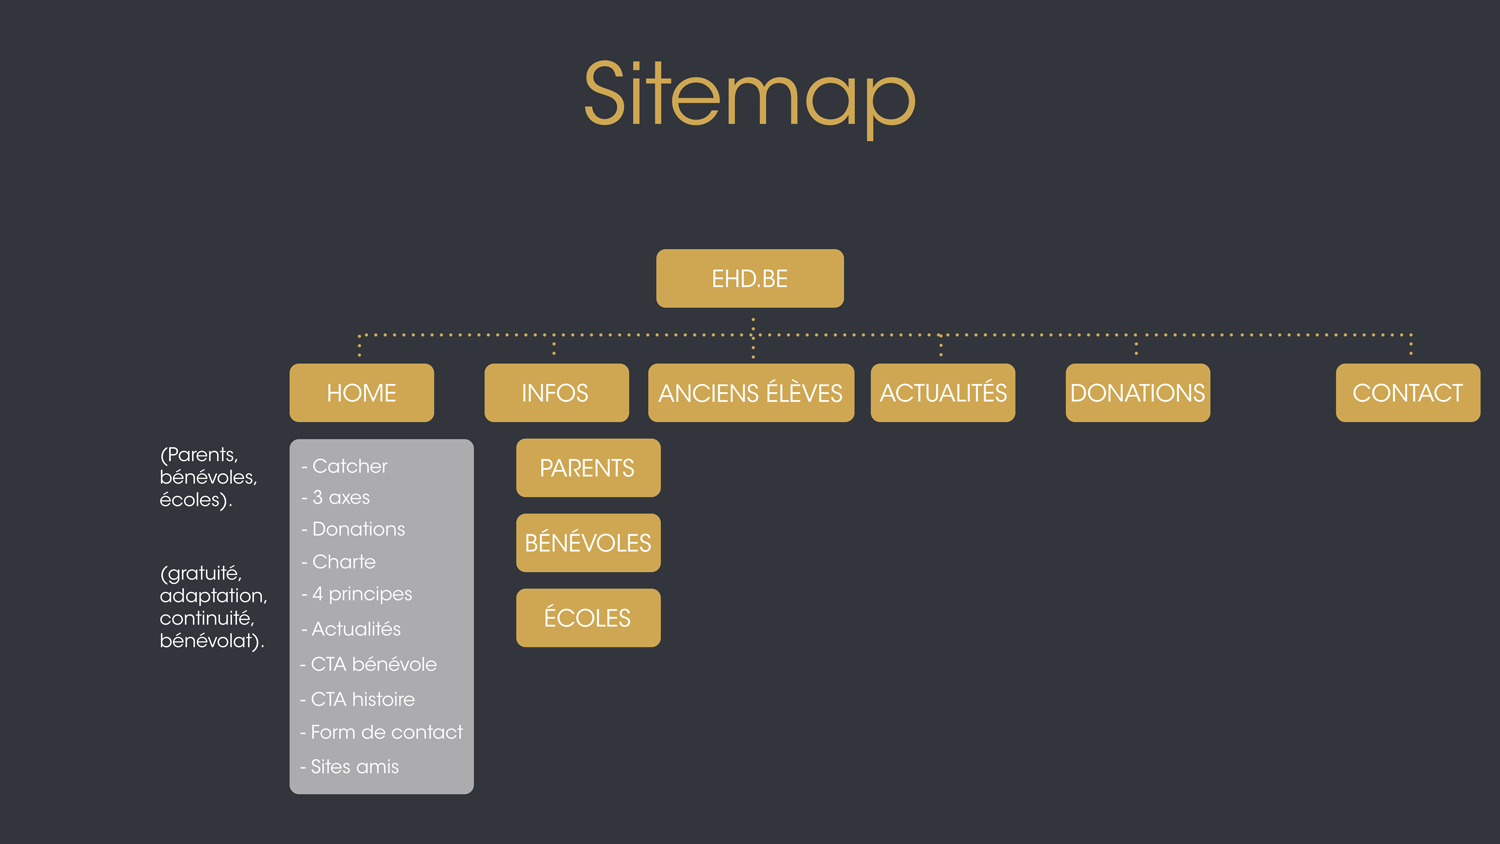 Sitemap
EHD.BE
HOME
INFOS
ANCIENS ÉLÈVES
ACTUALITÉS
DONATIONS
CONTACT
(Parents,
bénévoles,
écoles).
(gratuité,
adaptation,
continuité,
bénévolat).
- Catcher
- 3 axes
- Donations
- Charte
- 4 principes
- Actualités
- CTA bénévole
- CTA histoire
- Form de contact
- Sites amis
PARENTS
BÉNÉVOLES
ÉCOLES